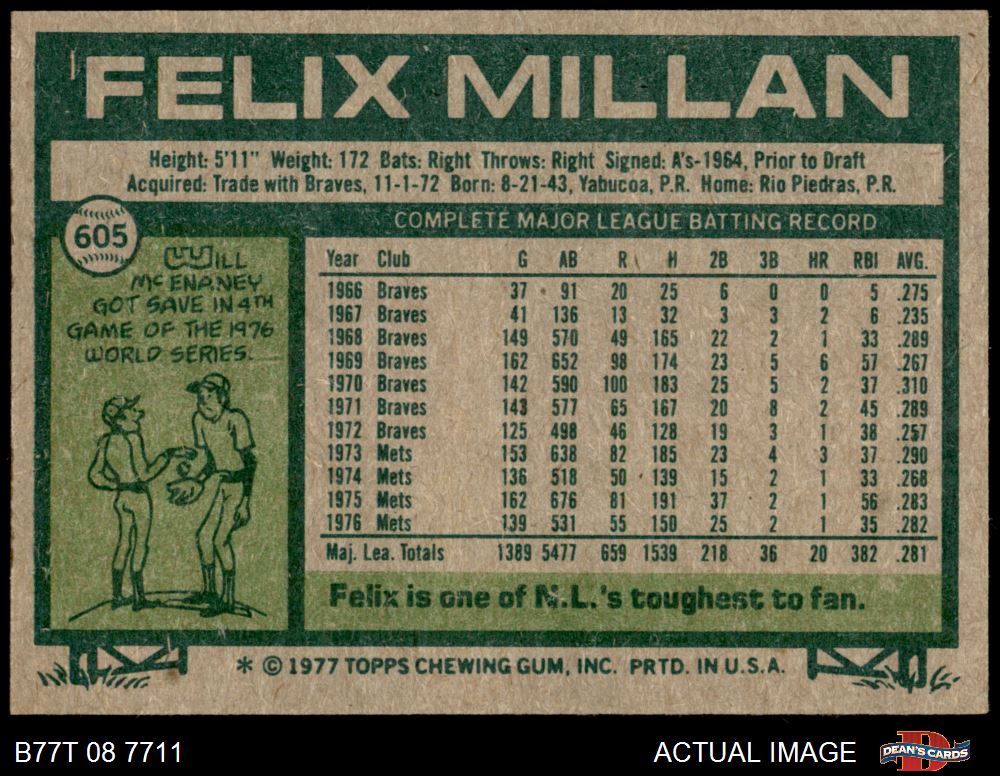 FELIX MILLAN
Height: 5'11" Weight: 172 Bats: Right Throws: Right Signed: A's-1964, Prior to Draft
Acquired: Trade with Braves, 11-1-72 Born: 8-21-43, Yabucoa, P.R. Home: Rio Piedras, P.R.
605
WILL
McENANEY
GOT SAVE IN 4TH
GAME OF THE 1976
WORLD SERIES.
COMPLETE MAJOR LEAGUE BATTING RECORD
Year Club G AB R H 2B 3B HR RBI AVG.
1966 Braves 37 91 20 25 6 0 0 5 .275
1967 Braves 41 136 13 32 3 3 2 6 .235
1968 Braves 149 570 49 165 22 2 1 33 .289
1969 Braves 162 652 98 174 23 5 6 57 .267
1970 Braves 142 590 100 183 25 5 2 37 .310
1971 Braves 143 577 65 167 20 8 2 45 .289
1972 Braves 125 498 46 128 19 3 1 38 .257
1973 Mets 153 638 82 185 23 4 3 37 .290
1974 Mets 136 518 50 139 15 2 1 33 .268
1975 Mets 162 676 81 191 37 2 1 56 .283
1976 Mets 139 531 55 150 25 2 1 35 .282
Maj. Lea. Totals 1389 5477 659 1539 218 36 20 382 .281
Felix is one of N.L.'s toughest to fan.
* © 1977 TOPPS CHEWING GUM, INC. PRTD. IN U.S.A.
B77T 08 7711
ACTUAL IMAGE
D
DEAN'S CARDS